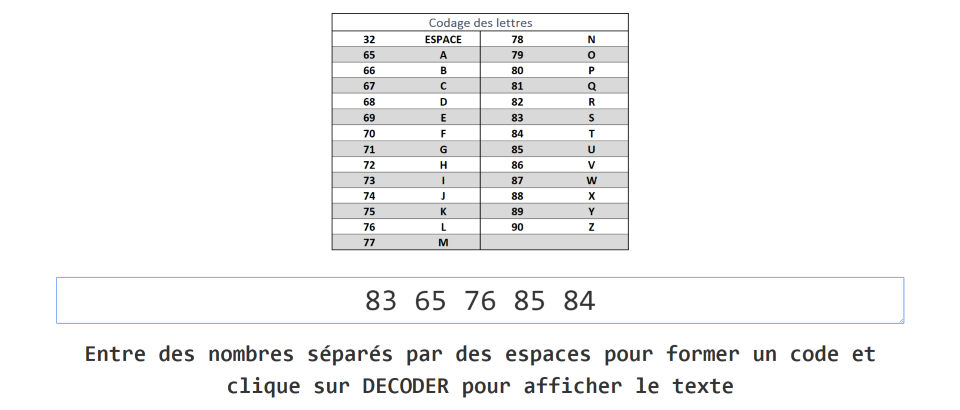 Codage des lettres
32 ESPACE 78 N
65 A 79 O
66 B 80 P
67 C 81 Q
68 D 82 R
69 E 83 S
70 F 84 T
71 G 85 U
72 H 86 V
73 I 87 W
74 J 88 X
75 K 89 Y
76 L 90 Z
77 M
83 65 76 85 84
Entre des nombres séparés par des espaces pour former un code et
clique sur DECODER pour afficher le texte